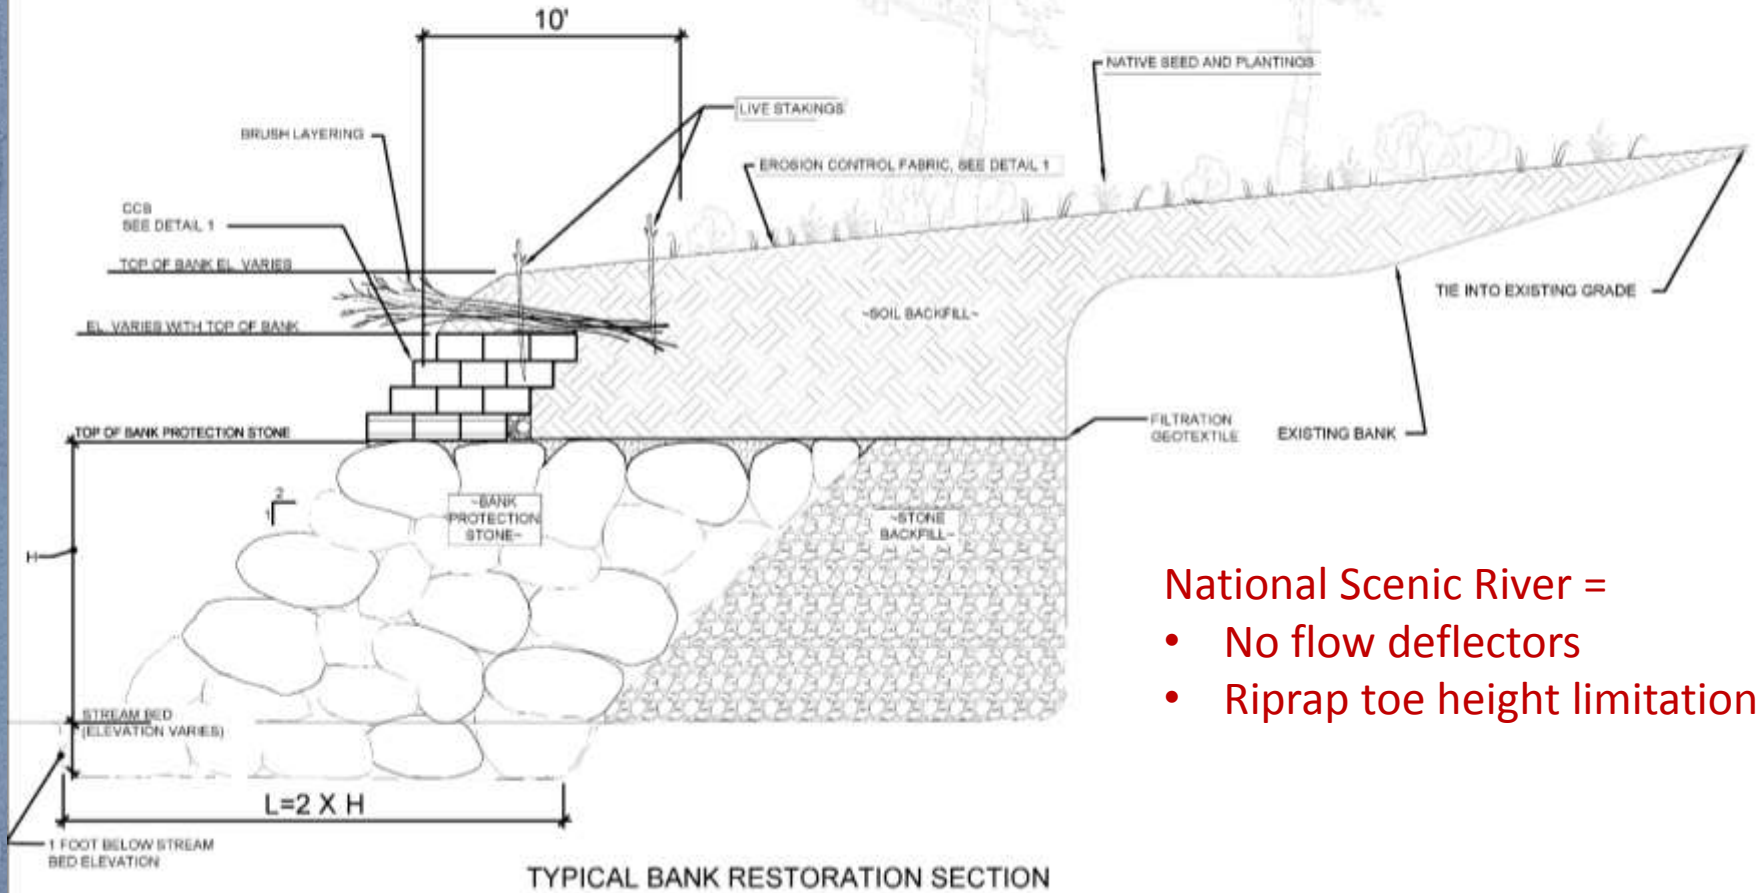 10'
NATIVE SEED AND PLANTINGS
LIVE STAKINGS
BRUSH LAYERING
EROSION CONTROL FABRIC, SEE DETAIL 1
CCB
SEE DETAIL 1
TOP OF BANK EL. VARIES
TIE INTO EXISTING GRADE
~SOIL BACKFILL~
EL. VARIES WITH TOP OF BANK
FILTRATION
GEOTEXTILE
EXISTING BANK
TOP OF BANK PROTECTION STONE
2
1
~BANK
PROTECTION
STONE~
~STONE
BACKFILL~
H
National Scenic River =
• No flow deflectors
• Riprap toe height limitation
STREAM BED
(ELEVATION VARIES)
L=2 X H
1 FOOT BELOW STREAM
BED ELEVATION
TYPICAL BANK RESTORATION SECTION